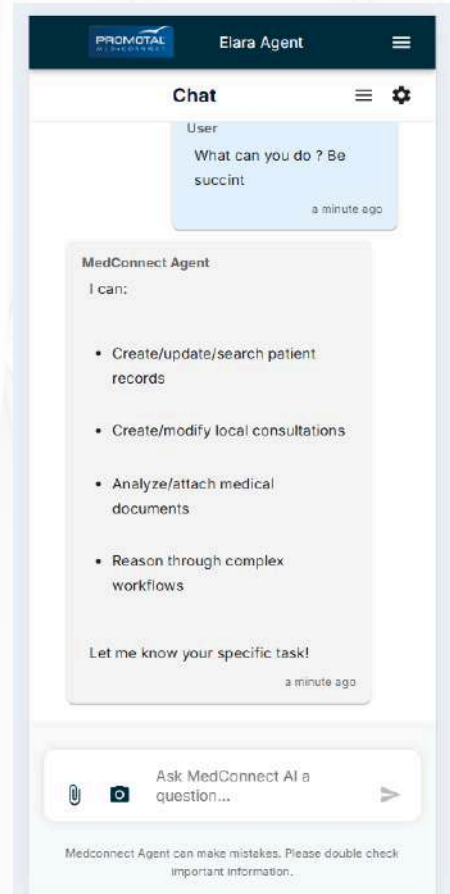 PROMOTAL
MEDICONNECT
Elara Agent
Chat
User
What can you do ? Be
succint
a minute ago
MedConnect Agent
I can:
• Create/update/search patient
records
• Create/modify local consultations
• Analyze/attach medical
documents
• Reason through complex
workflows
Let me know your specific task!
a minute ago
Ask MedConnect AI a
question...
Medconnect Agent can make mistakes. Please double check
important information.